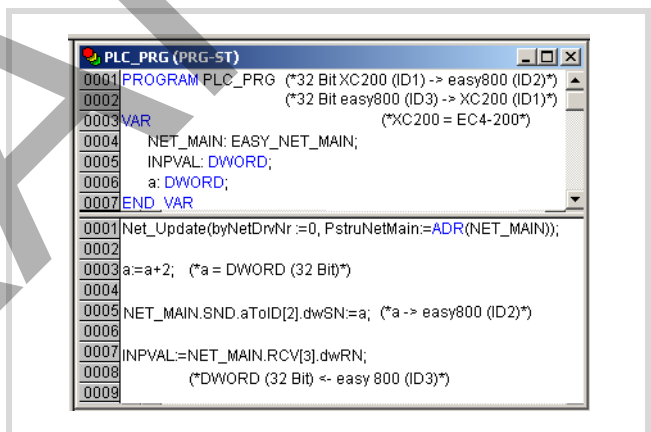 PLC_PRG (PRG-ST)
0001 PROGRAM PLC_PRG (*32 Bit XC200 (ID1) -> easy800 (ID2)*)
0002 (*32 Bit easy800 (ID3) -> XC200 (ID1)*)
0003 VAR (*XC200 = EC4-200*)
0004 NET_MAIN: EASY_NET_MAIN;
0005 INPVAL: DWORD;
0006 a: DWORD;
0007 END_VAR
0001 Net_Update(byNetDrvNr :=0, PstruNetMain:=ADR(NET_MAIN));
0002
0003 a:=a+2; (*a = DWORD (32 Bit)*)
0004
0005 NET_MAIN.SND.aToID[2].dwSN:=a; (*a -> easy800 (ID2)*)
0006
0007 INPVAL:=NET_MAIN.RCV[3].dwRN;
0008 (*DWORD (32 Bit) <- easy 800 (ID3)*)
0009